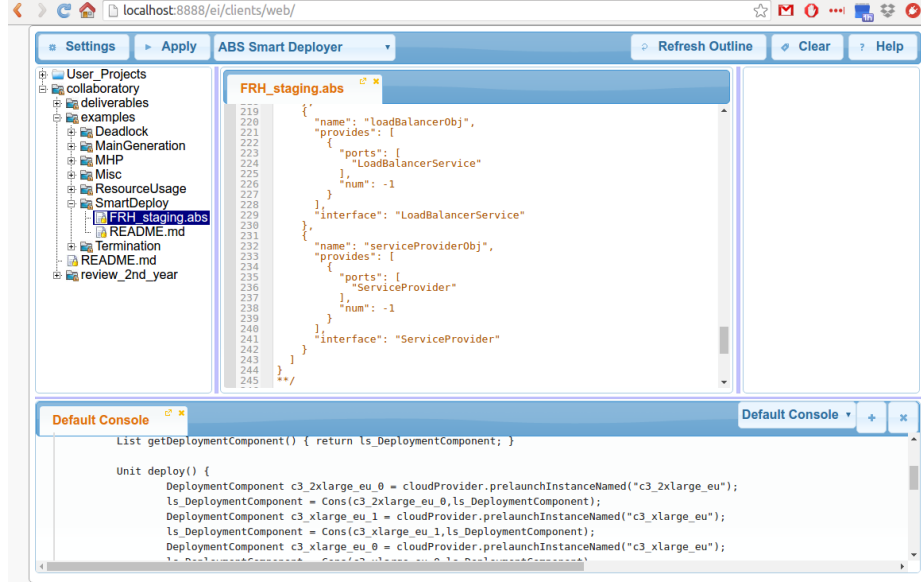 localhost:8888/ei/clients/web/
Settings Apply ABS Smart Deployer Refresh Outline Clear ? Help
User_Projects
collaboratory
deliverables
examples
Deadlock
MainGeneration
MHP
Misc
ResourceUsage
SmartDeploy
FRH_staging.abs
README.md
Termination
README.md
review_2nd_year
FRH_staging.abs
219 {
220 "name": "loadBalancerObj",
221 "provides": [
222 {
223 "ports": [
224 "LoadBalancerService"
225 ],
226 "num": -1
227 }
228 ],
229 "interface": "LoadBalancerService"
230 },
231 {
232 "name": "serviceProviderObj",
233 "provides": [
234 {
235 "ports": [
236 "ServiceProvider"
237 ],
238 "num": -1
239 }
240 ],
241 "interface": "ServiceProvider"
242 }
243 ]
244 }
245 **/
Default Console
Default Console
List getDeploymentComponent() { return ls_DeploymentComponent; }
Unit deploy() {
DeploymentComponent c3_2xlarge_eu_0 = cloudProvider.prelaunchInstanceNamed("c3_2xlarge_eu");
ls_DeploymentComponent = Cons(c3_2xlarge_eu_0,ls_DeploymentComponent);
DeploymentComponent c3_xlarge_eu_1 = cloudProvider.prelaunchInstanceNamed("c3_xlarge_eu");
ls_DeploymentComponent = Cons(c3_xlarge_eu_1,ls_DeploymentComponent);
DeploymentComponent c3_xlarge_eu_0 = cloudProvider.prelaunchInstanceNamed("c3_xlarge_eu");